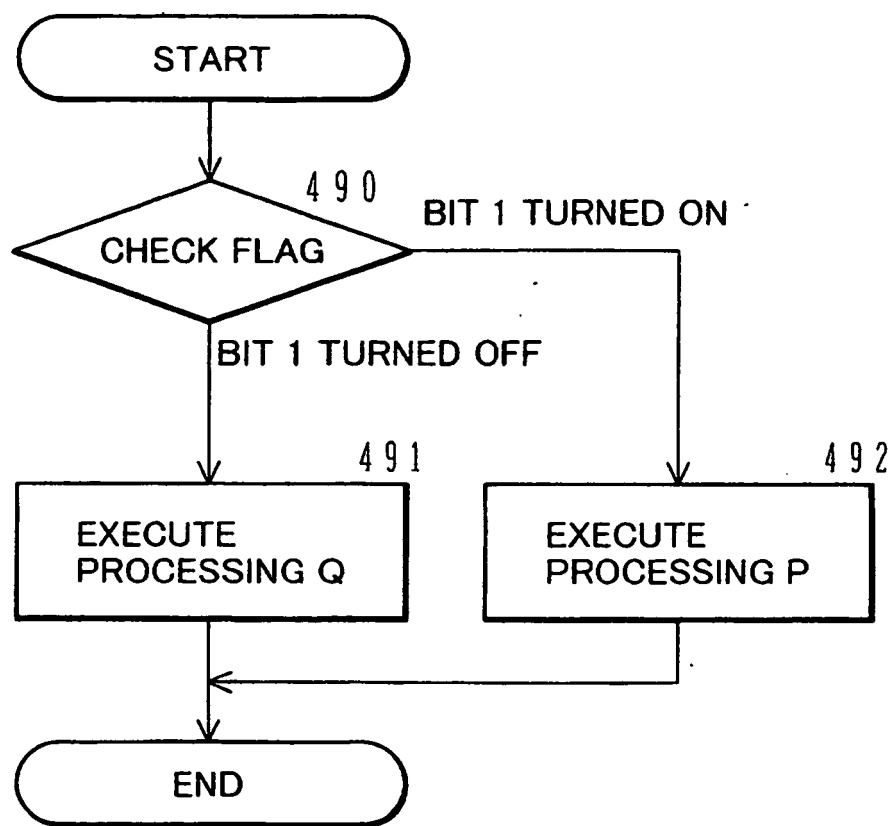 START
490
BIT 1 TURNED ON
CHECK FLAG
BIT 1 TURNED OFF
491
492
EXECUTE
PROCESSING Q
EXECUTE
PROCESSING P
END